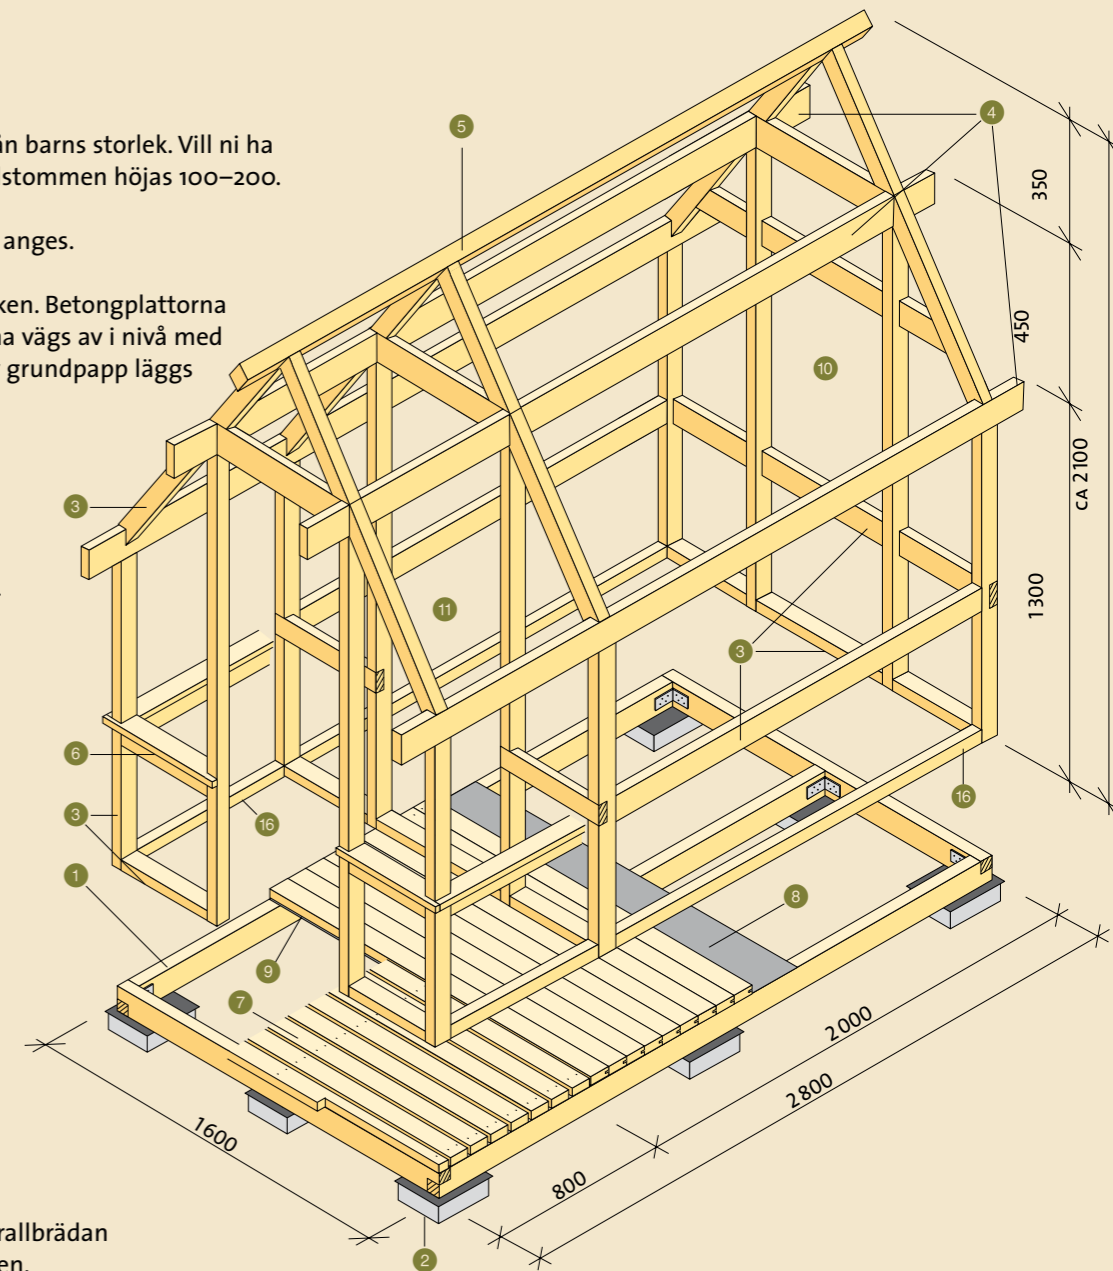 ån barns storlek. Vill ni ha
dstommen höjas 100–200.
anges.
ken. Betongplattorna
na vägs av i nivå med
grundpapp läggs
5
4
350
450
10
CA 2100
3
11
1300
3
6
3
16
16
1
8
9
7
2000
2800
1600
800
rallbrädan
en.
2